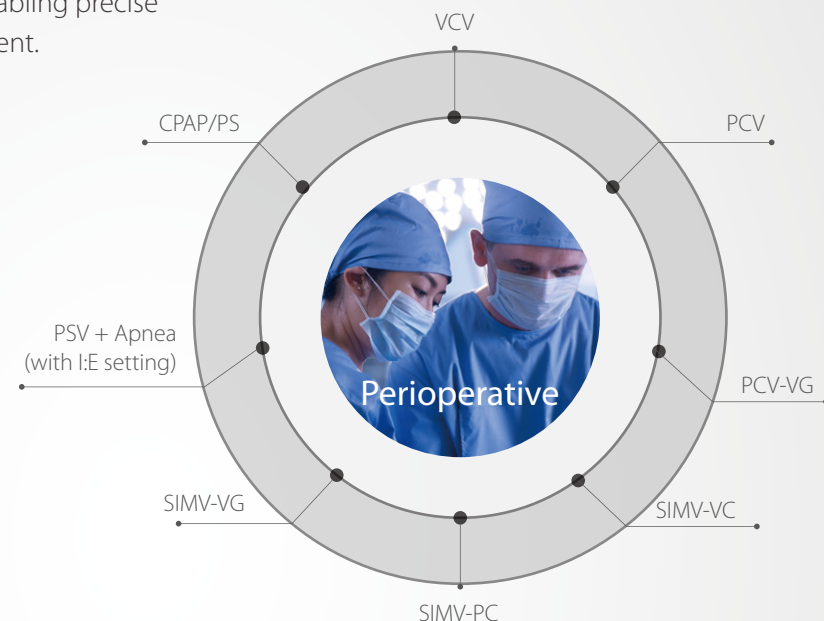 abling precise
ent.
VCV
CPAP/PS
PCV
PSV + Apnea
(with I:E setting)
Perioperative
PCV-VG
SIMV-VG
SIMV-VC
SIMV-PC